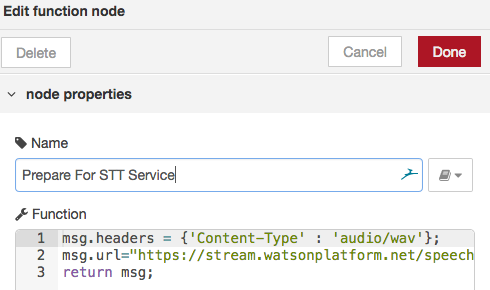 Edit function node
Delete
Cancel
Done
node properties
Name
Prepare For STT Service
Function
1 msg.headers = {'Content-Type' : 'audio/wav'};
2 msg.url="https://stream.watsonplatform.net/speech
3 return msg;